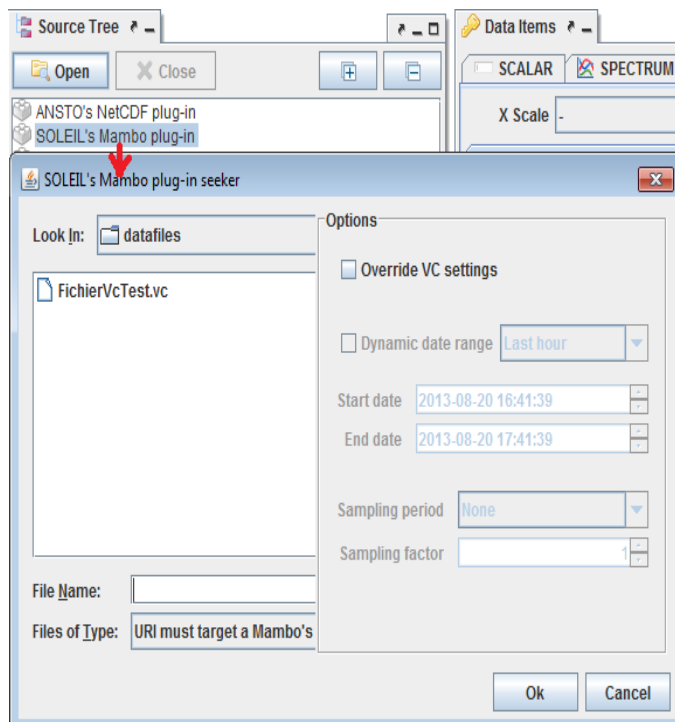 Source Tree
Data Items
Open
Close
SCALAR
SPECTRUM
ANSTO's NetCDF plug-in
SOLEIL's Mambo plug-in
X Scale -
SOLEIL's Mambo plug-in seeker
Look In: datafiles
FichierVcTest.vc
File Name:
Files of Type: URI must target a Mambo's
Options
Override VC settings
Dynamic date range Last hour
Start date 2013-08-20 16:41:39
End date 2013-08-20 17:41:39
Sampling period None
Sampling factor 1
Ok
Cancel